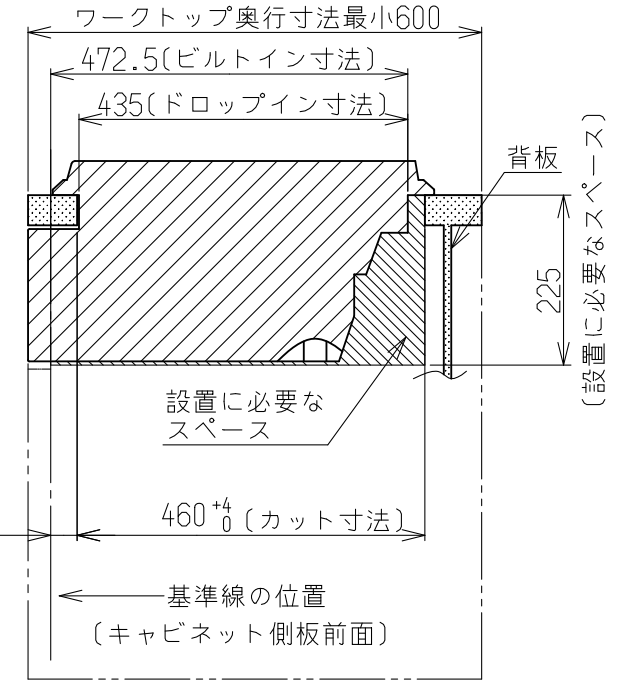 ワークトップ奥行寸法最小600
472.5(ビルトイン寸法)
435(ドロップイン寸法)
背板
225
(設置に必要なスペース)
設置に必要な
スペース
460 +4 0 (カット寸法)
基準線の位置
(キャビネット側板前面)